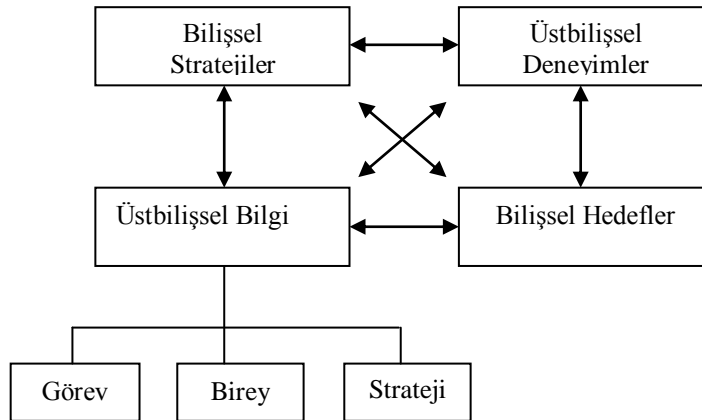 Bilişsel
Stratejiler
Üstbilişsel
Deneyimler
Üstbilişsel Bilgi
Bilişsel Hedefler
Görev
Birey
Strateji